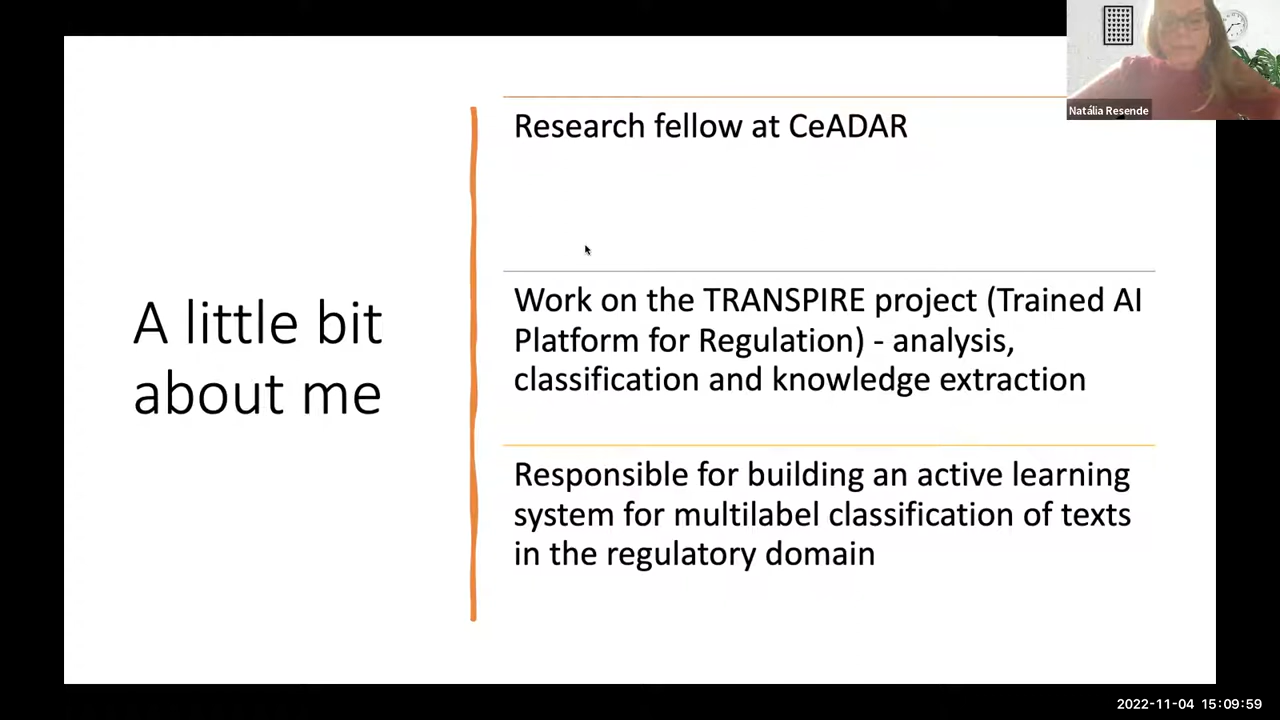 A little bit
about me
Research fellow at CeADAR
Work on the TRANSPIRE project (Trained AI
Platform for Regulation) - analysis,
classification and knowledge extraction
Responsible for building an active learning
system for multilabel classification of texts
in the regulatory domain
Natália Resende
2022-11-04 15:09:59